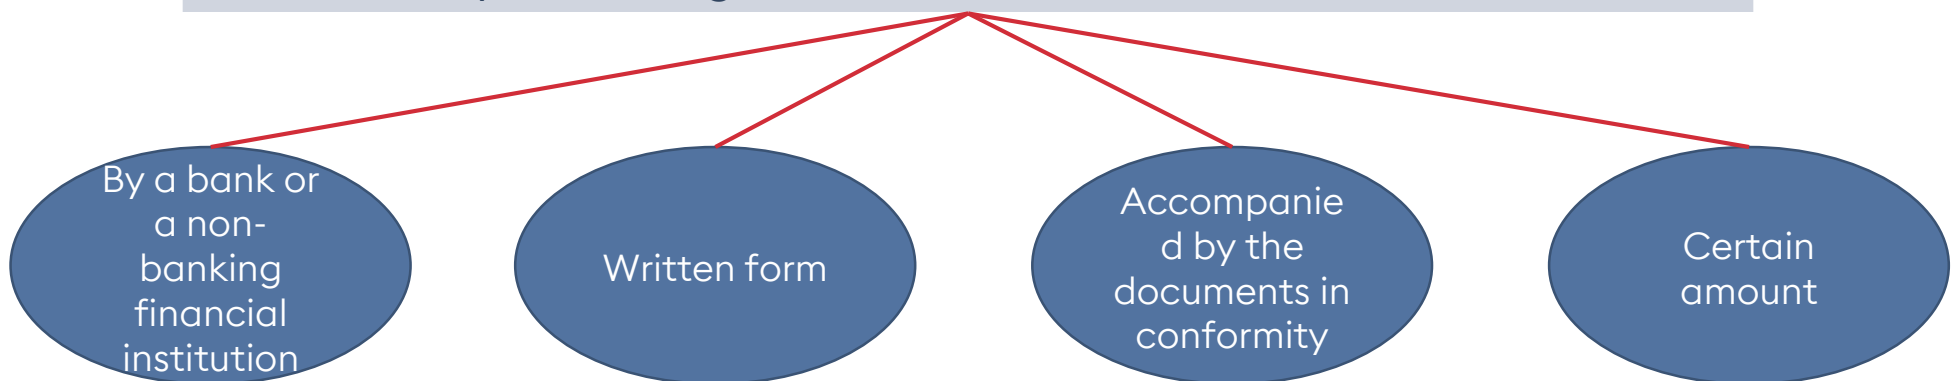 By a bank or
a non-
banking
financial
institution
Written form
Accompanie
d by the
documents in
conformity
Certain
amount